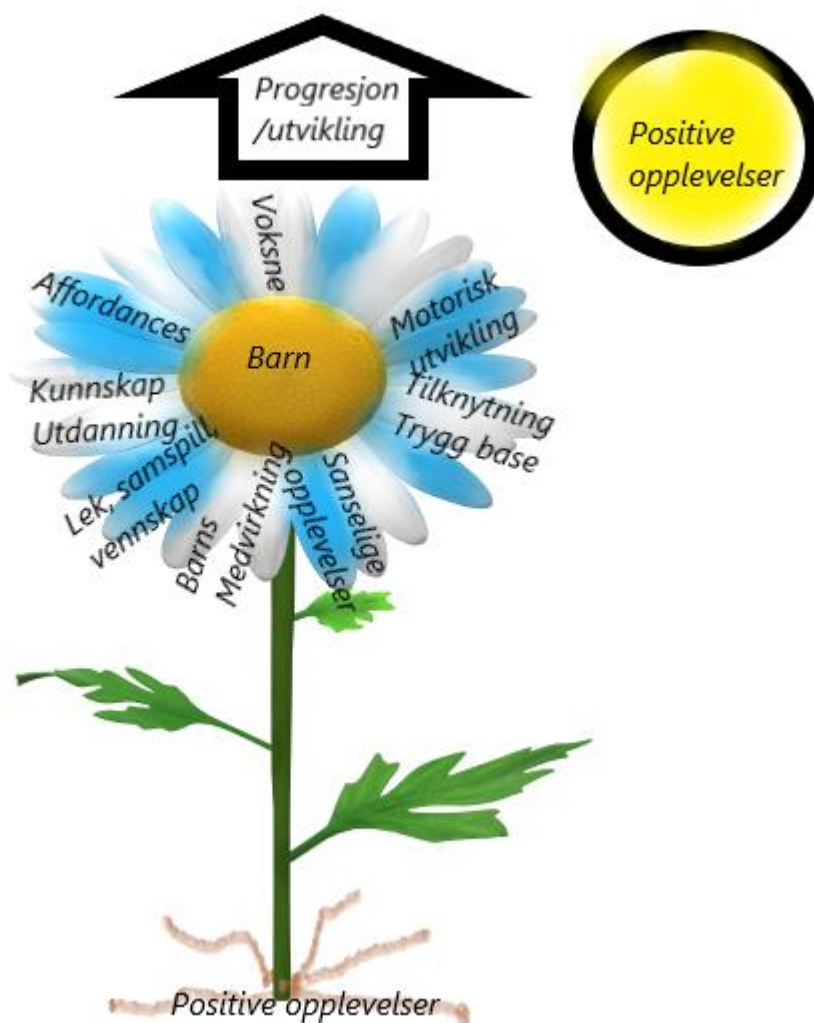 Progresjon
/utvikling
Positive
opplevelser
Voksne
Affordances
Motorisk
utvikling
Barn
Kunnskap
Utdanning
Tilknytning
Trygg base
Lek, samspill,
vennskap
Barns
Medvirkning
Sanselige
opplevelser
Positive opplevelser